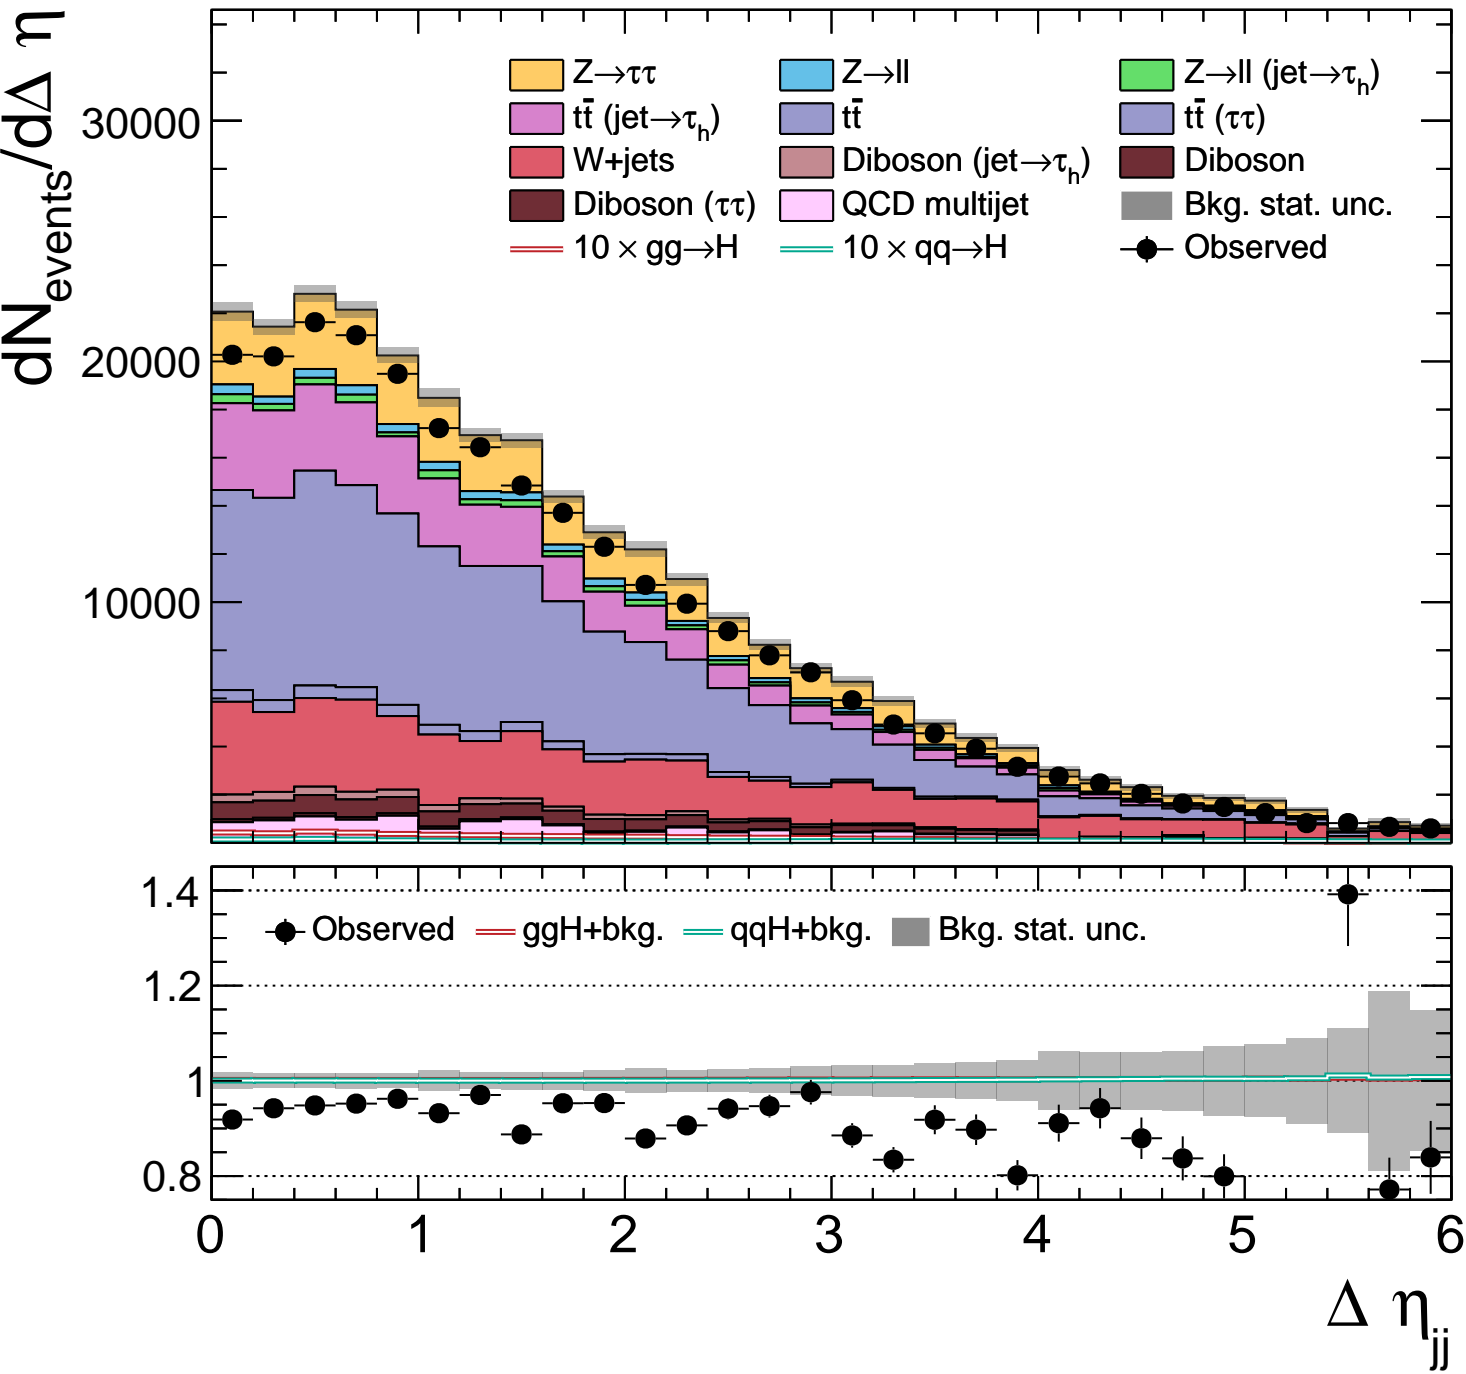 dN_events/dΔ η
30000
20000
10000
Z→ττ Z→ll Z→ll (jet→τ_h)
tt̄ (jet→τ_h) tt̄ tt̄ (ττ)
W+jets Diboson (jet→τ_h) Diboson
Diboson (ττ) QCD multijet Bkg. stat. unc.
10 × gg→H 10 × qq→H Observed
1.4
1.2
1
0.8
Observed ggH+bkg. qqH+bkg. Bkg. stat. unc.
0 1 2 3 4 5 6
Δ η_jj